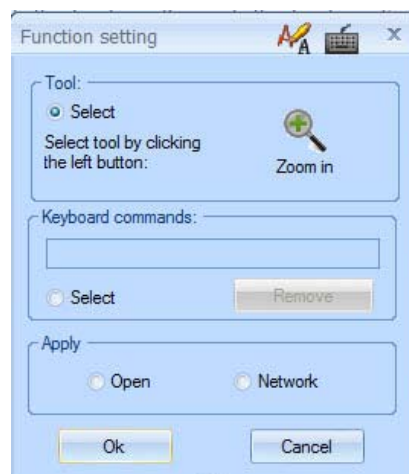 Function setting
Tool:
Select
Select tool by clicking
the left button:
Zoom in
Keyboard commands:
Select
Remove
Apply
Open
Network
Ok
Cancel